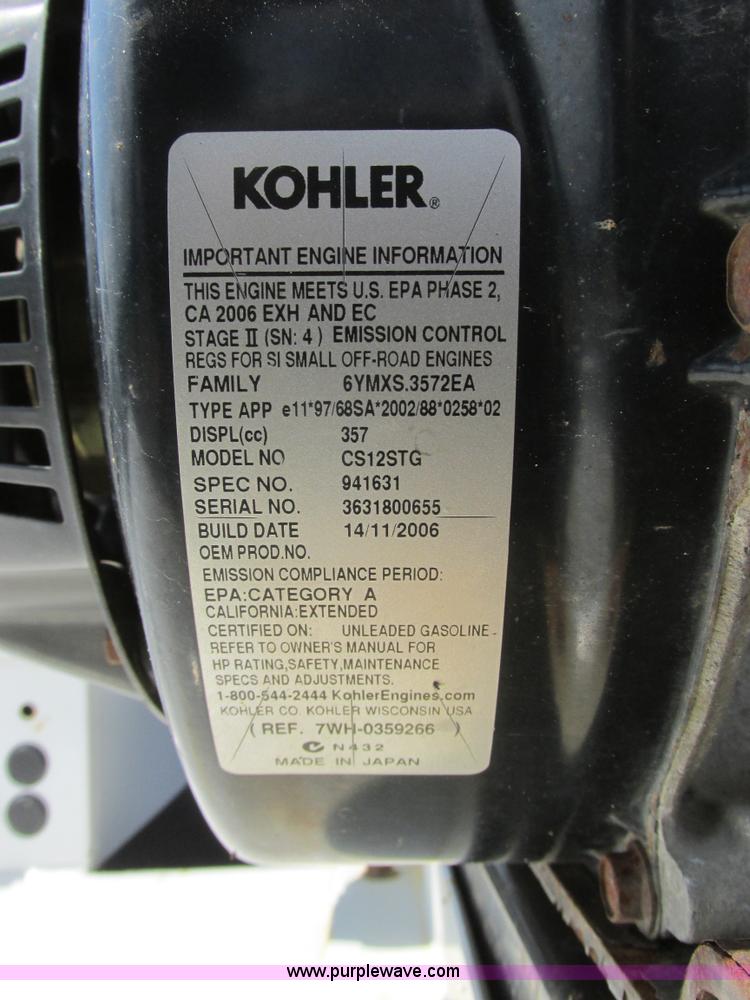 KOHLER®
IMPORTANT ENGINE INFORMATION
THIS ENGINE MEETS U.S. EPA PHASE 2,
CA 2006 EXH AND EC
STAGE II (SN: 4 ) EMISSION CONTROL
REGS FOR SI SMALL OFF-ROAD ENGINES
FAMILY 6YMXS.3572EA
TYPE APP e11*97/68SA*2002/88*0258*02
DISPL(cc) 357
MODEL NO CS12STG
SPEC NO. 941631
SERIAL NO. 3631800655
BUILD DATE 14/11/2006
OEM PROD.NO.
EMISSION COMPLIANCE PERIOD:
EPA:CATEGORY A
CALIFORNIA:EXTENDED
CERTIFIED ON: UNLEADED GASOLINE
REFER TO OWNER'S MANUAL FOR
HP RATING,SAFETY,MAINTENANCE
SPECS AND ADJUSTMENTS.
1-800-544-2444 KohlerEngines.com
KOHLER CO. KOHLER WISCONSIN USA
( REF. 7WH-0359266 )
N432
MADE IN JAPAN
www.purplewave.com